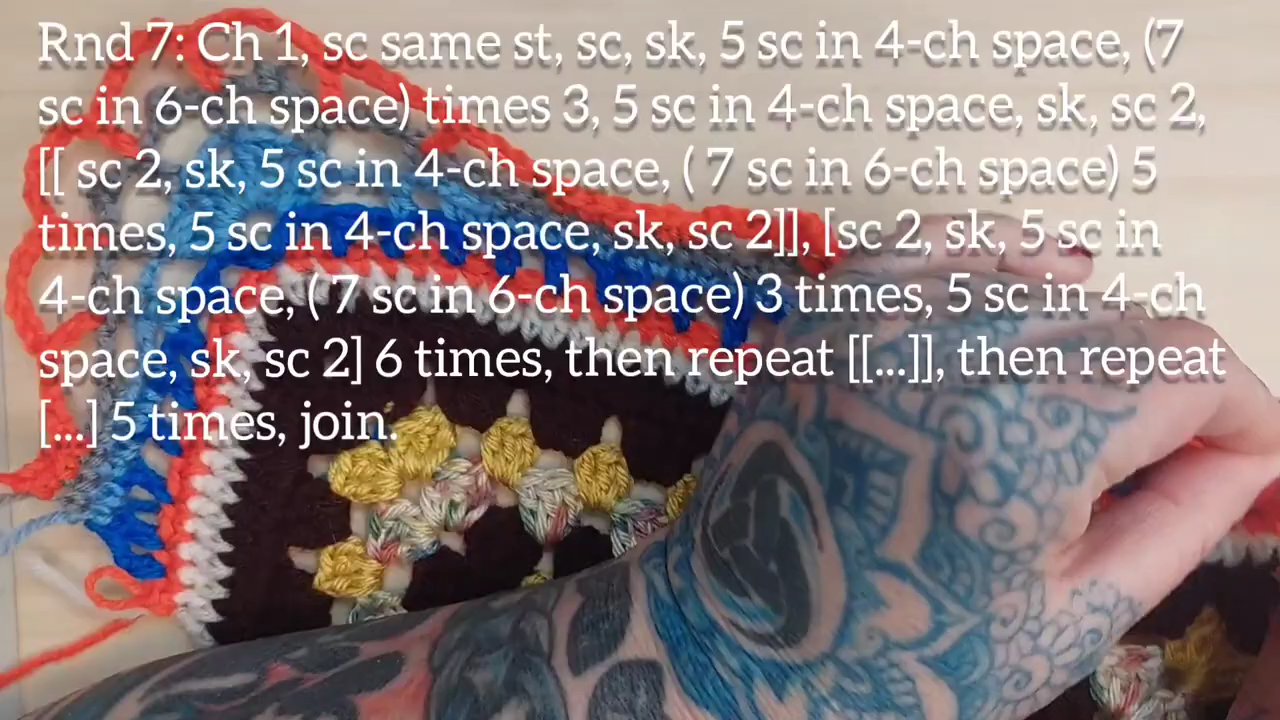 Rnd 7: Ch 1, sc same st, sc, sk, 5 sc in 4-ch space, (7
sc in 6-ch space) times 3, 5 sc in 4-ch space, sk, sc 2,
[[ sc 2, sk, 5 sc in 4-ch space, ( 7 sc in 6-ch space) 5
times, 5 sc in 4-ch space, sk, sc 2]], [sc 2, sk, 5 sc in
4-ch space, ( 7 sc in 6-ch space) 3 times, 5 sc in 4-ch
space, sk, sc 2] 6 times, then repeat [[...]], then repeat
[...] 5 times, join.